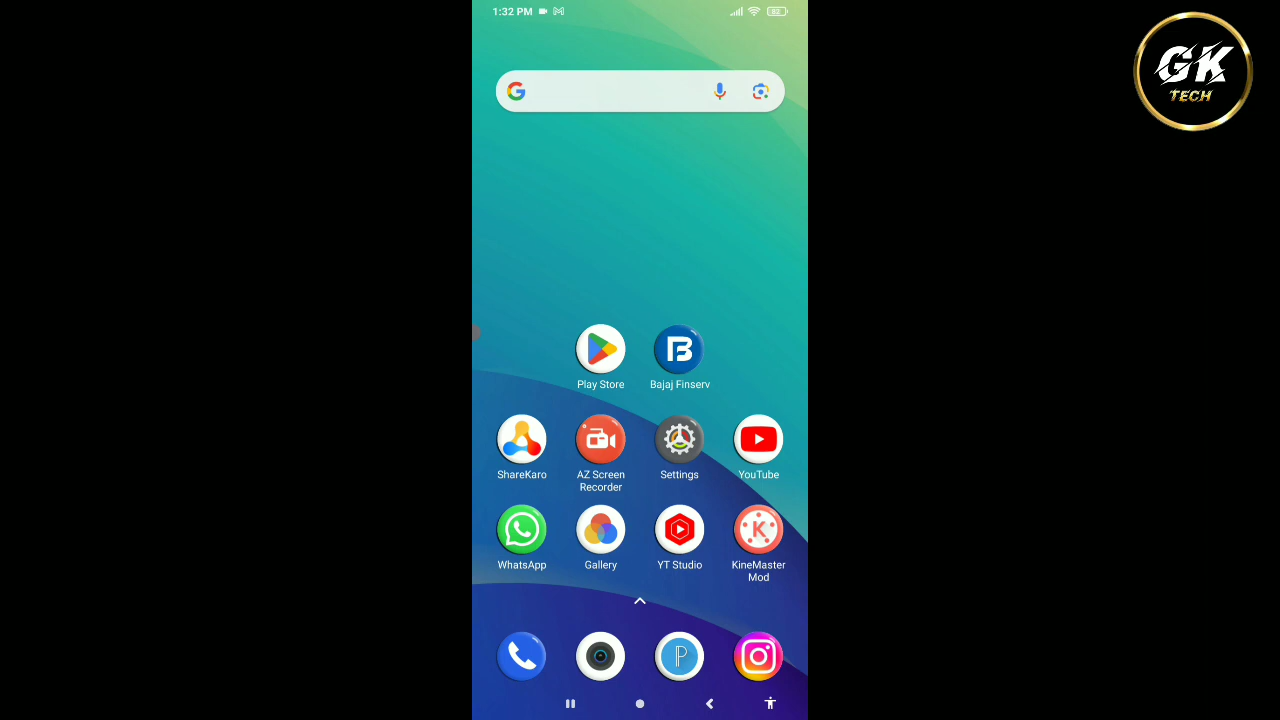 1:32 PM
GK
TECH
Play Store
Bajaj Finserv
ShareKaro
AZ Screen
Recorder
Settings
YouTube
WhatsApp
Gallery
YT Studio
KineMaster
Mod